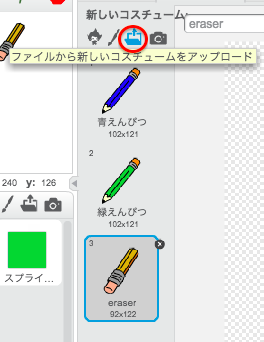 新しいコスチューム:
eraser
ファイルから新しいコスチュームをアップロード
青えんぴつ
102x121
240 y: 126
2
緑えんぴつ
102x121
スプライ...
3
eraser
92x122